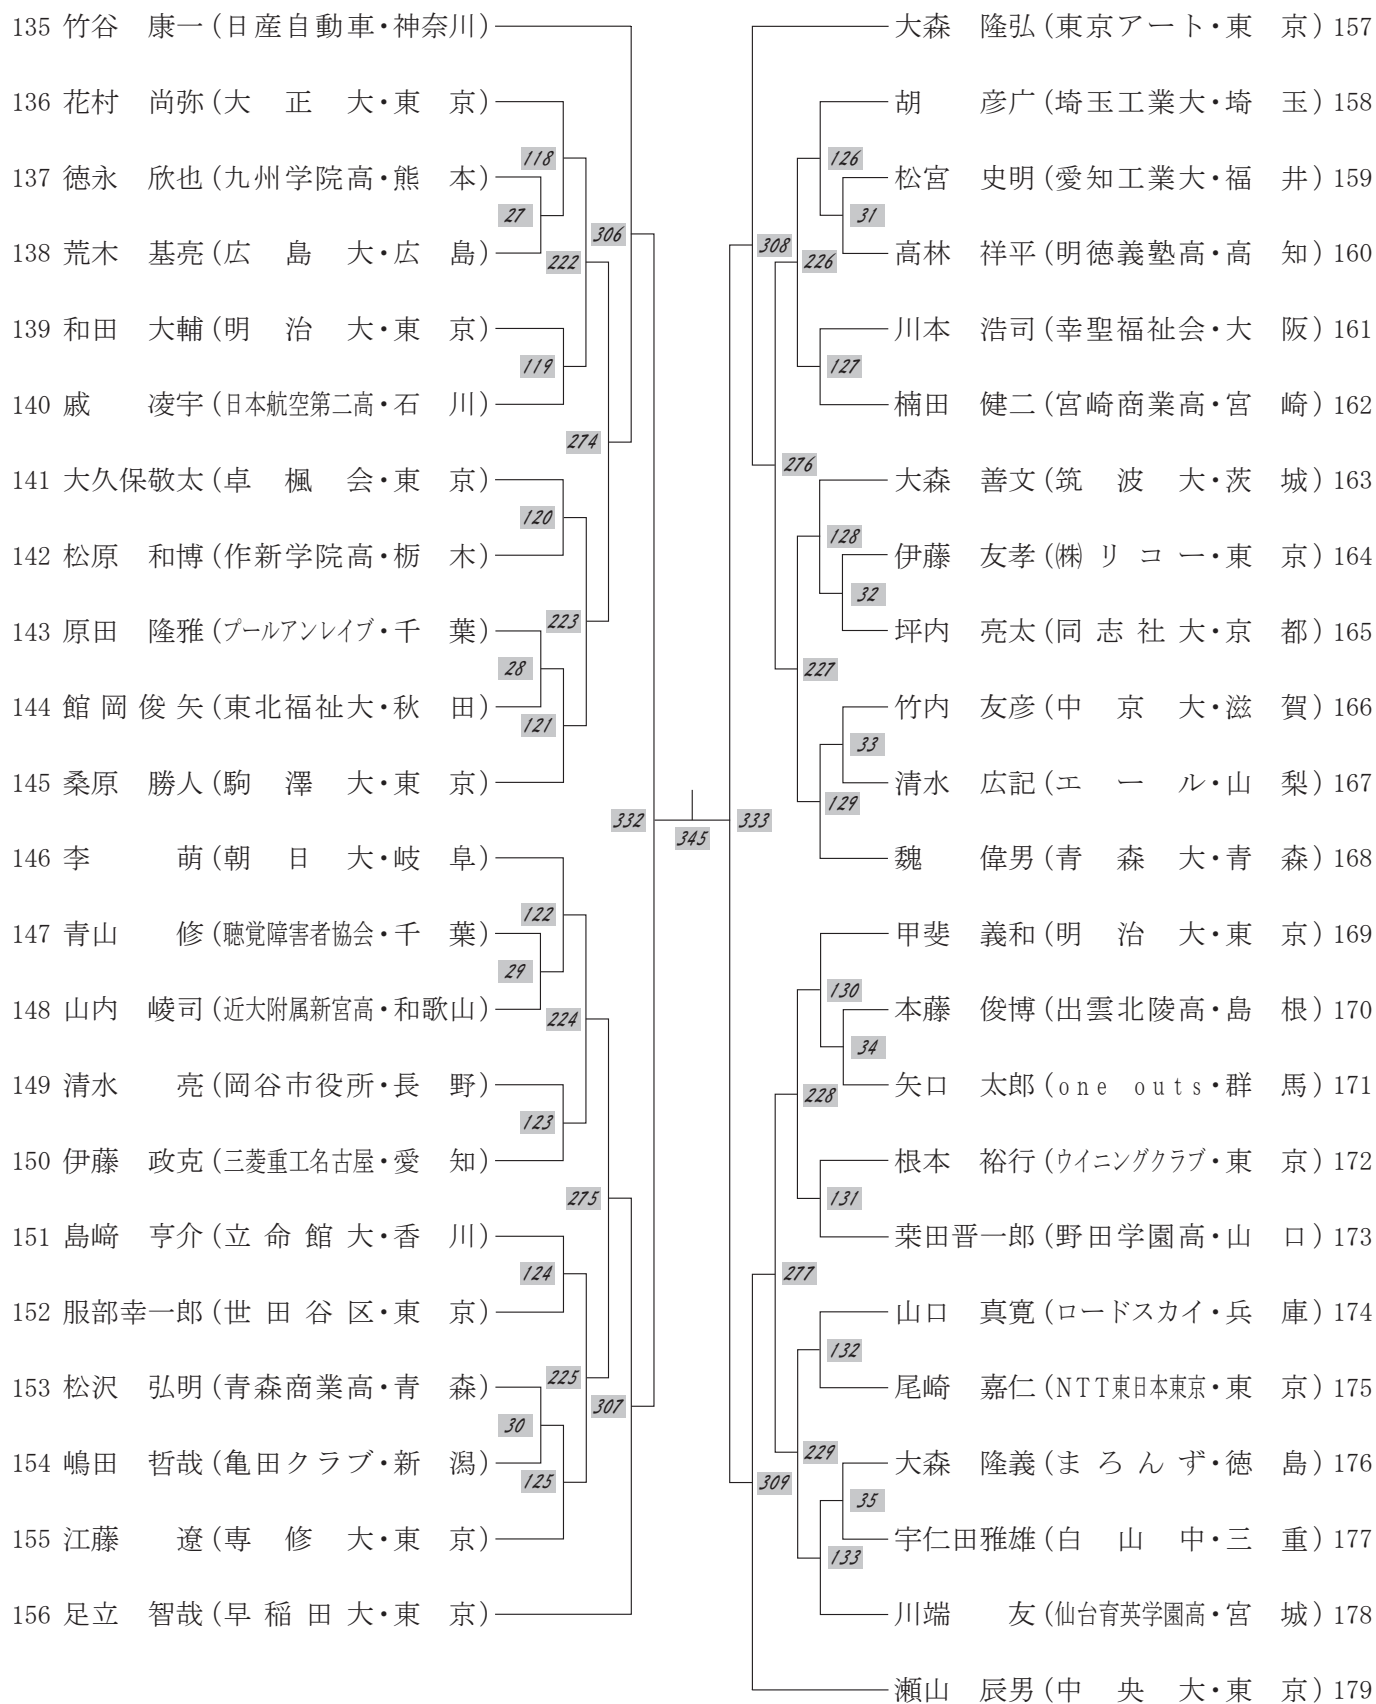 135 竹谷 康一 (日産自動車・神奈川)
136 花村 尚弥 (大正大・東京)
118
137 徳永 欣也 (九州学院高・熊本)
27
306
138 荒木 基亮 (広島大・広島)
222
139 和田 大輔 (明治大・東京)
119
140 戚 凌宇 (日本航空第二高・石川)
274
141 大久保敬太 (卓楓会・東京)
120
142 松原 和博 (作新学院高・栃木)
223
143 原田 隆雅 (プールアンレイブ・千葉)
28
144 館岡俊矢 (東北福祉大・秋田)
121
145 桑原 勝人 (駒澤大・東京)
332
345
333
146 李 萌 (朝日大・岐阜)
122
147 青山 修 (聴覚障害者協会・千葉)
29
148 山内 崚司 (近大附属新宮高・和歌山)
224
149 清水 亮 (岡谷市役所・長野)
123
150 伊藤 政克 (三菱重工名古屋・愛知)
275
151 島﨑 亨介 (立命館大・香川)
124
152 服部幸一郎 (世田谷区・東京)
225
153 松沢 弘明 (青森商業高・青森)
307
30
154 嶋田 哲哉 (亀田クラブ・新潟)
125
155 江藤 遼 (専修大・東京)
156 足立 智哉 (早稲田大・東京)
大森 隆弘 (東京アート・東京) 157
胡 彦广 (埼玉工業大・埼玉) 158
126
松宮 史明 (愛知工業大・福井) 159
31
308
226
高林 祥平 (明徳義塾高・高知) 160
川本 浩司 (幸聖福祉会・大阪) 161
127
楠田 健二 (宮崎商業高・宮崎) 162
276
大森 善文 (筑波大・茨城) 163
128
伊藤 友孝 (㈱リコー・東京) 164
32
坪内 亮太 (同志社大・京都) 165
227
竹内 友彦 (中京大・滋賀) 166
33
清水 広記 (エール・山梨) 167
129
魏 偉男 (青森大・青森) 168
甲斐 義和 (明治大・東京) 169
130
本藤 俊博 (出雲北陵高・島根) 170
34
矢口 太郎 (one outs・群馬) 171
228
根本 裕行 (ウイニングクラブ・東京) 172
131
桒田晋一郎 (野田学園高・山口) 173
277
山口 真寛 (ロードスカイ・兵庫) 174
132
尾崎 嘉仁 (NTT東日本東京・東京) 175
229
大森 隆義 (まろんず・徳島) 176
309
35
宇仁田雅雄 (白山中・三重) 177
133
川端 友 (仙台育英学園高・宮城) 178
瀬山 辰男 (中央大・東京) 179